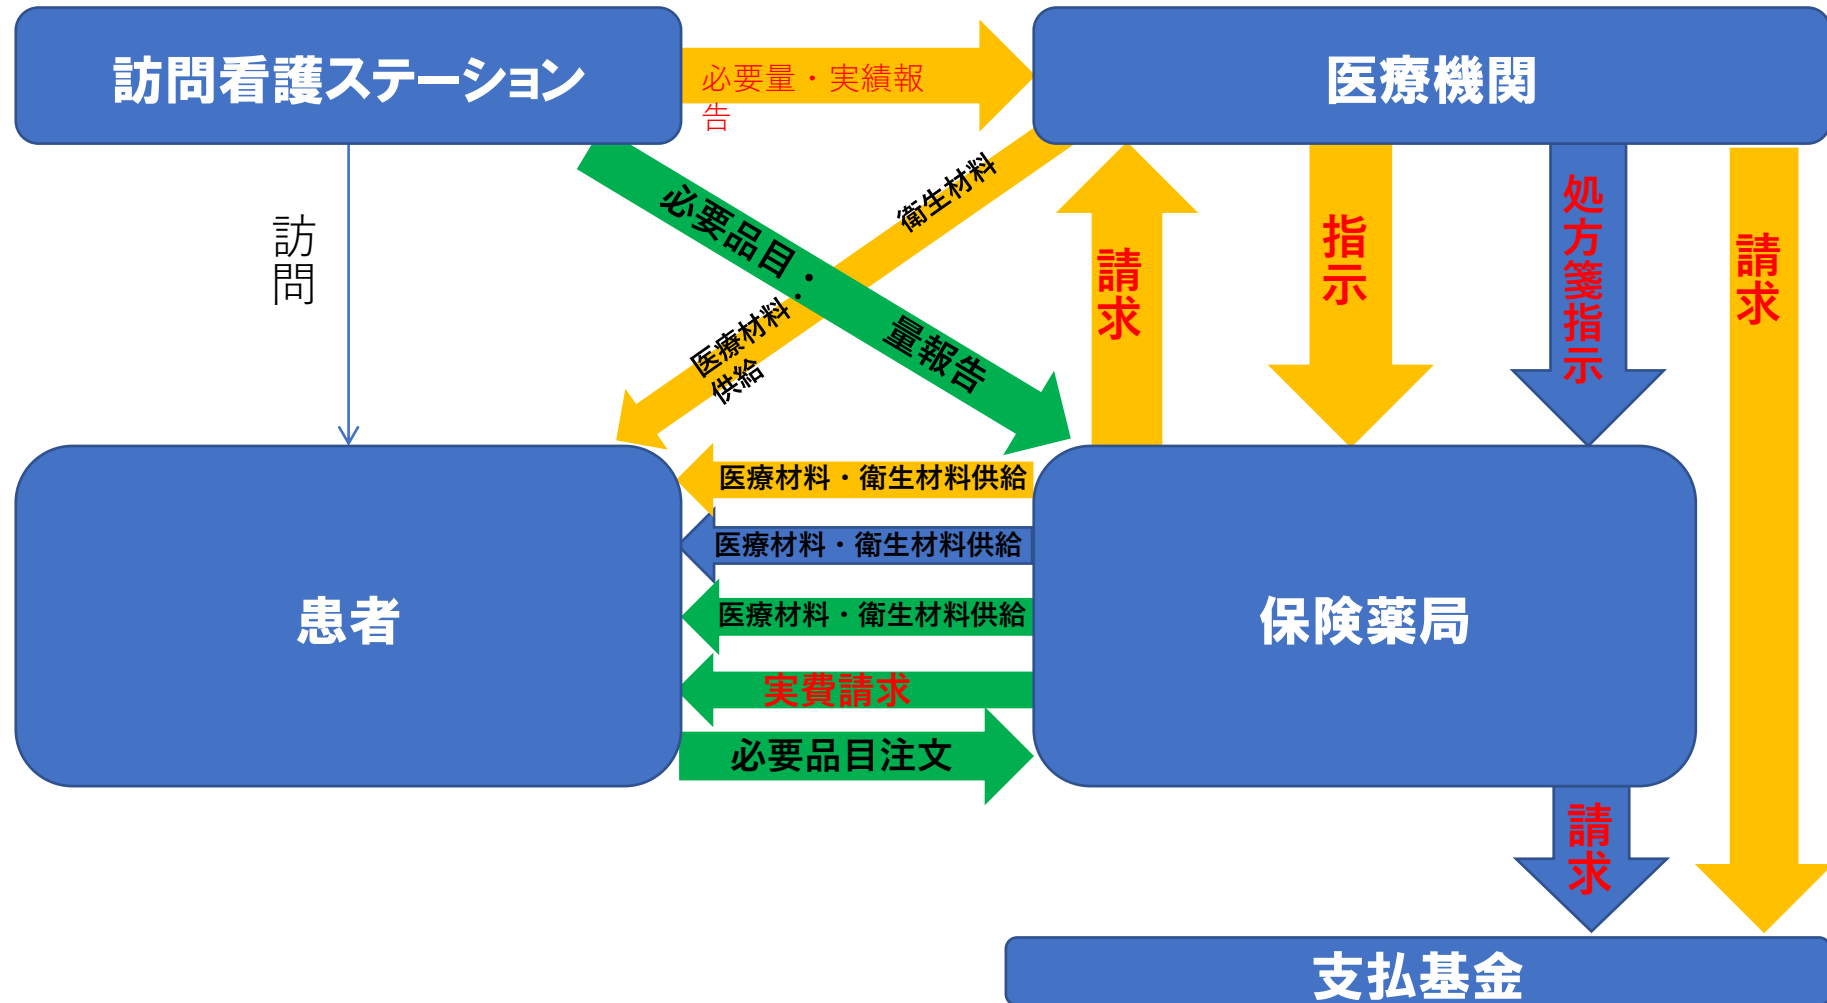 訪問看護ステーション
必要量・実績報
告
医療機関
訪問
必要品目・
量報告
衛生材料・
医療材料
供給
請求
指示
処方箋指示
請求
医療材料・衛生材料供給
医療材料・衛生材料供給
医療材料・衛生材料供給
実費請求
必要品目注文
患者
保険薬局
請求
支払基金